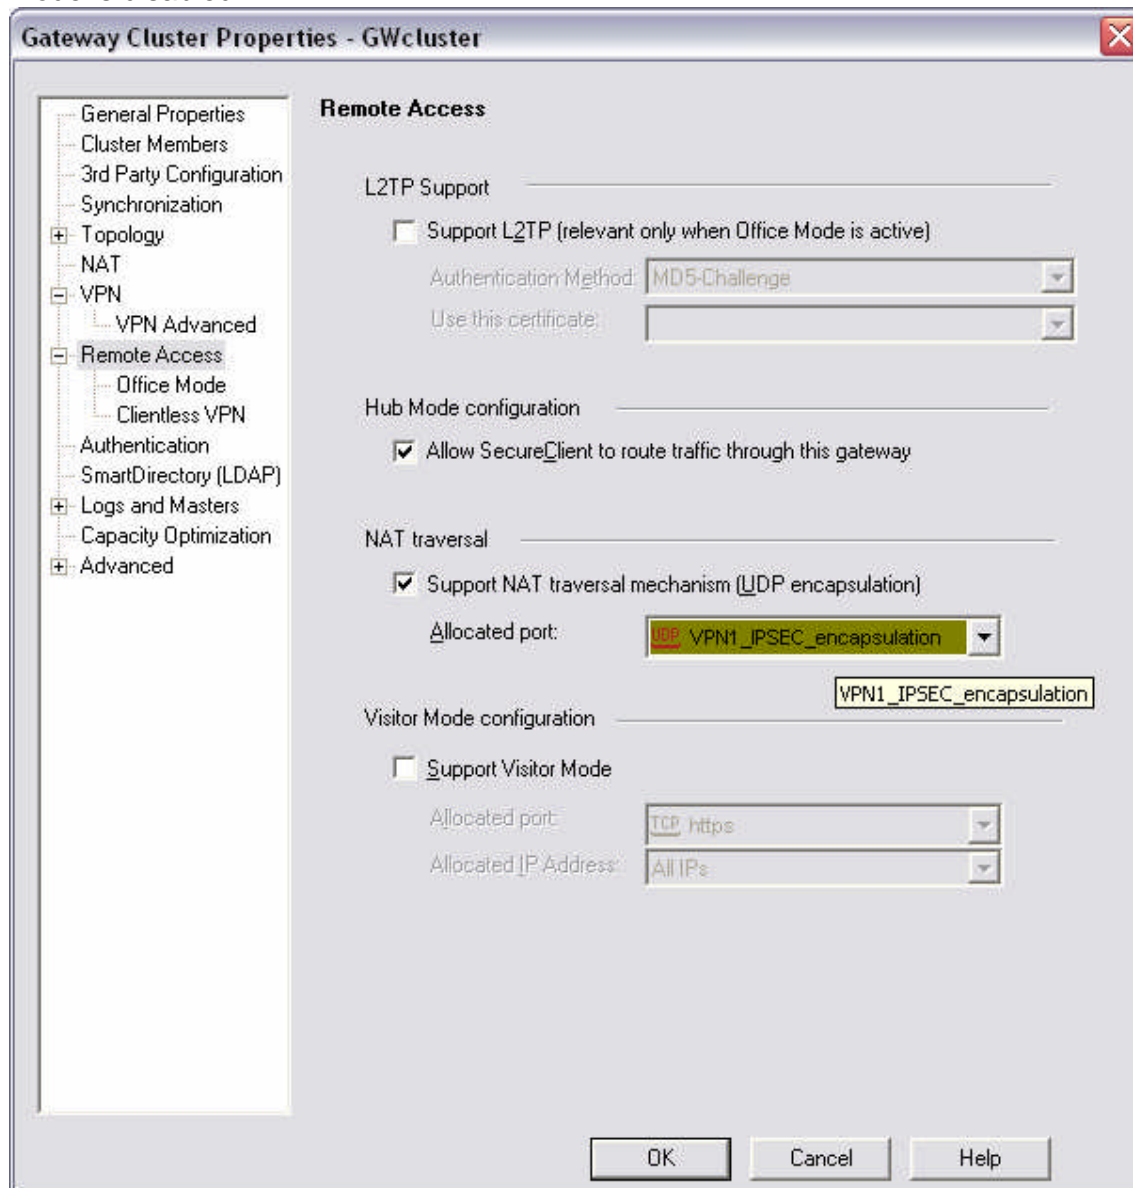 Gateway Cluster Properties - GWcluster
General Properties
Cluster Members
3rd Party Configuration
Synchronization
Topology
NAT
VPN
VPN Advanced
Remote Access
Office Mode
Clientless VPN
Authentication
SmartDirectory (LDAP)
Logs and Masters
Capacity Optimization
Advanced
Remote Access
L2TP Support
Support L2TP (relevant only when Office Mode is active)
Authentication Method: MD5-Challenge
Use this certificate:
Hub Mode configuration
Allow SecureClient to route traffic through this gateway
NAT traversal
Support NAT traversal mechanism (UDP encapsulation)
Allocated port: UDP VPN1_IPSEC_encapsulation
VPN1_IPSEC_encapsulation
Visitor Mode configuration
Support Visitor Mode
Allocated port: TCP https
Allocated IP Address: All IPs
OK Cancel Help